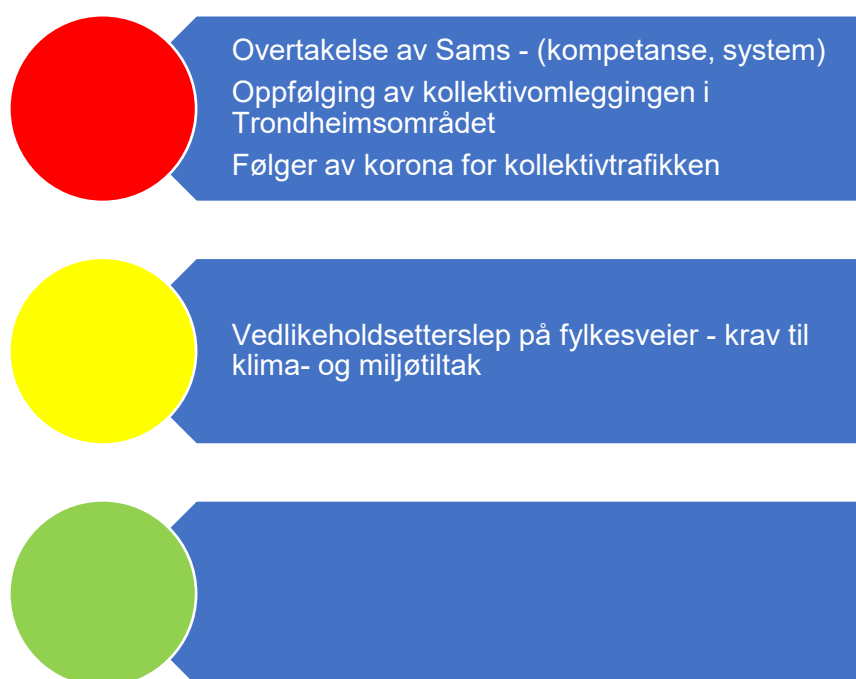 Overtakelse av Sams - (kompetanse, system)
Oppfølging av kollektivomleggingen i
Trondheimsområdet
Følger av korona for kollektivtrafikken
Vedlikeholdsetterslep på fylkesveier - krav til
klima- og miljøtiltak